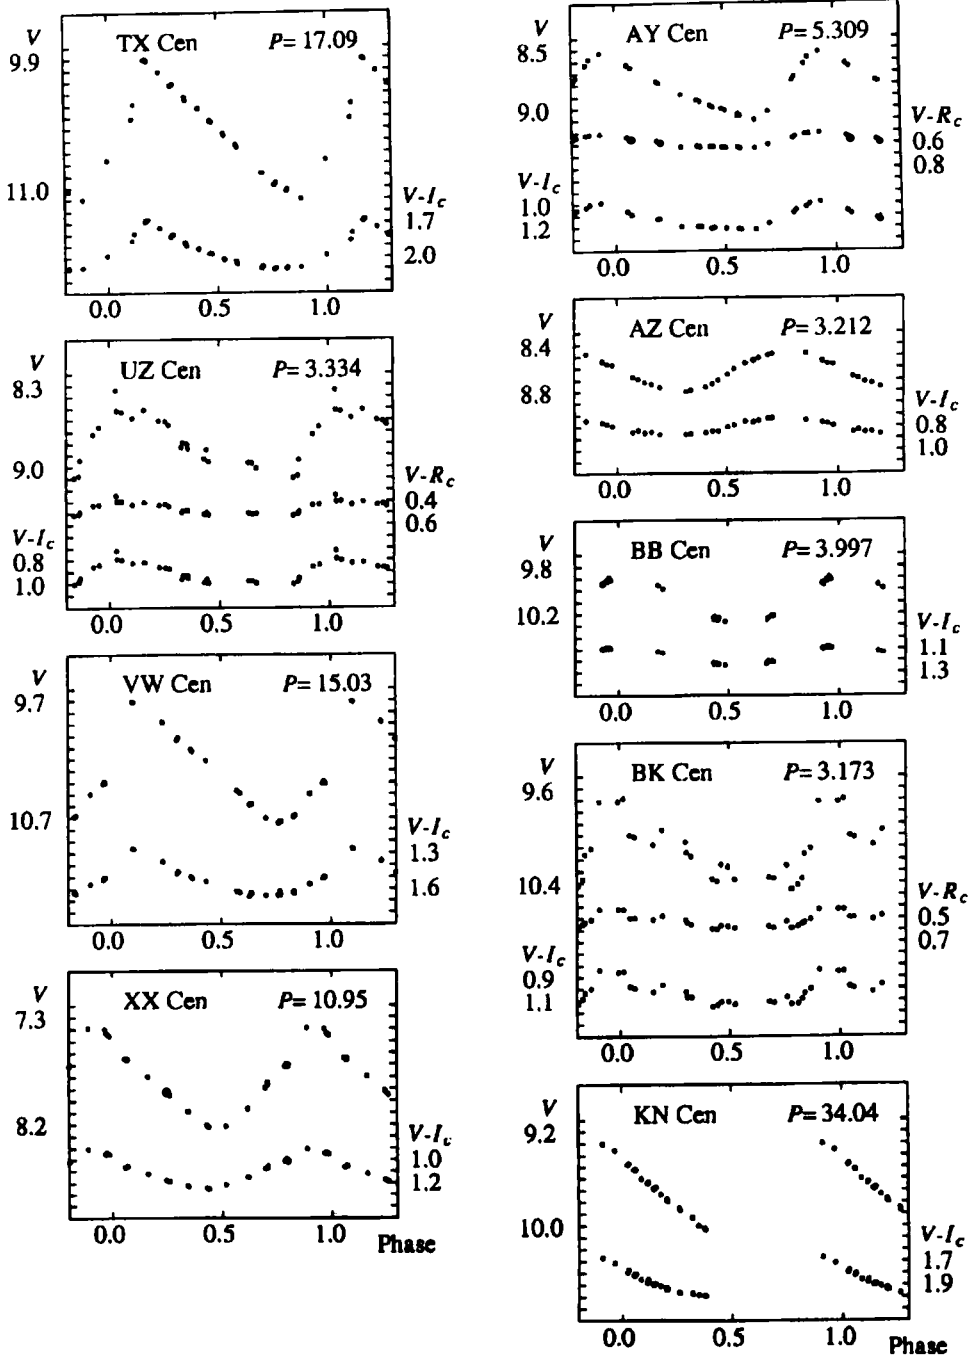 V
TX Cen P= 17.09
9.9
11.0
V-Ic
1.7
2.0
0.0 0.5 1.0
V
UZ Cen P= 3.334
8.3
9.0
V-Rc
0.4
0.6
V-Ic
0.8
1.0
0.0 0.5 1.0
V
VW Cen P= 15.03
9.7
10.7
V-Ic
1.3
1.6
0.0 0.5 1.0
V
XX Cen P= 10.95
7.3
8.2
V-Ic
1.0
1.2
0.0 0.5 1.0
Phase
V
AY Cen P= 5.309
8.5
9.0
V-Rc
0.6
0.8
V-Ic
1.0
1.2
0.0 0.5 1.0
V
AZ Cen P= 3.212
8.4
8.8
V-Ic
0.8
1.0
0.0 0.5 1.0
V
BB Cen P= 3.997
9.8
10.2
V-Ic
1.1
1.3
0.0 0.5 1.0
V
BK Cen P= 3.173
9.6
10.4
V-Rc
0.5
0.7
V-Ic
0.9
1.1
0.0 0.5 1.0
V
KN Cen P= 34.04
9.2
10.0
V-Ic
1.7
1.9
0.0 0.5 1.0
Phase